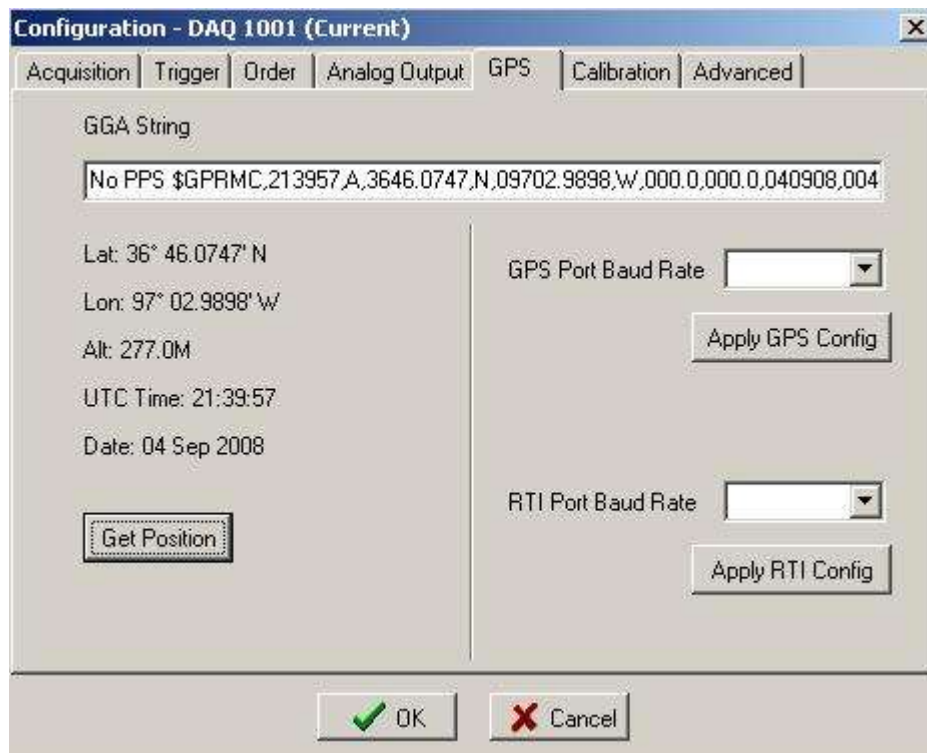 Configuration - DAQ 1001 (Current)
Acquisition Trigger Order Analog Output GPS Calibration Advanced
GGA String
No PPS $GPRMC,213957,A,3646.0747,N,09702.9898,W,000.0,000.0,040908,004
Lat: 36° 46.0747' N
Lon: 97° 02.9898' W
Alt: 277.0M
UTC Time: 21:39:57
Date: 04 Sep 2008
Get Position
GPS Port Baud Rate
Apply GPS Config
RTI Port Baud Rate
Apply RTI Config
OK Cancel